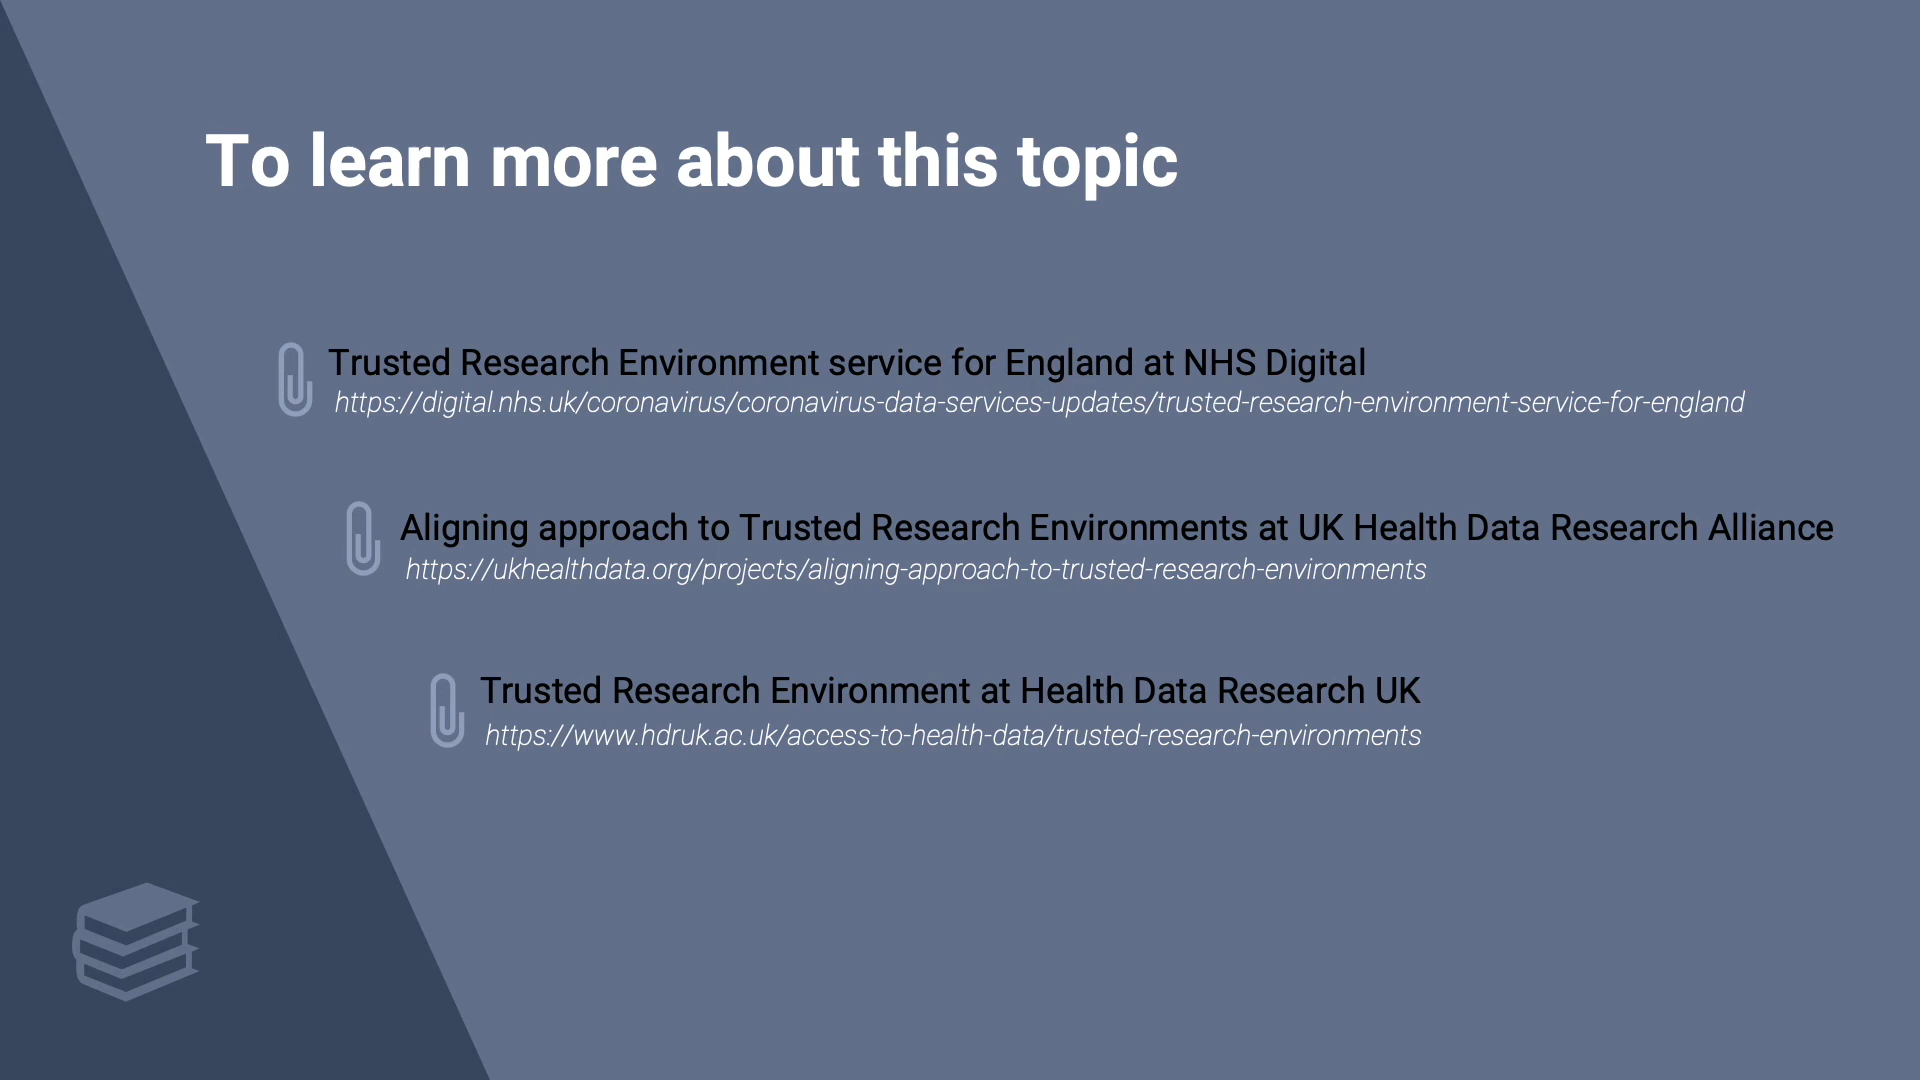 To learn more about this topic
Trusted Research Environment service for England at NHS Digital
https://digital.nhs.uk/coronavirus/coronavirus-data-services-updates/trusted-research-environment-service-for-england
Aligning approach to Trusted Research Environments at UK Health Data Research Alliance
https://ukhealthdata.org/projects/aligning-approach-to-trusted-research-environments
Trusted Research Environment at Health Data Research UK
https://www.hdruk.ac.uk/access-to-health-data/trusted-research-environments